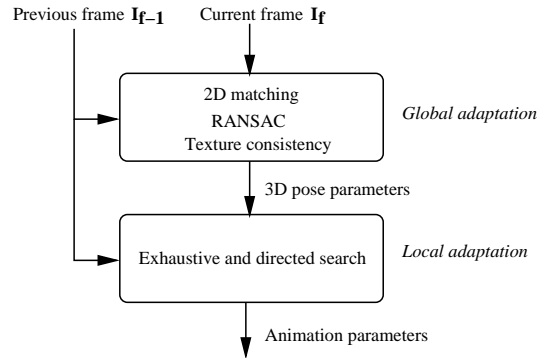 Previous frame I_{f−1}
Current frame I_f
2D matching
RANSAC
Texture consistency
Global adaptation
3D pose parameters
Exhaustive and directed search
Local adaptation
Animation parameters